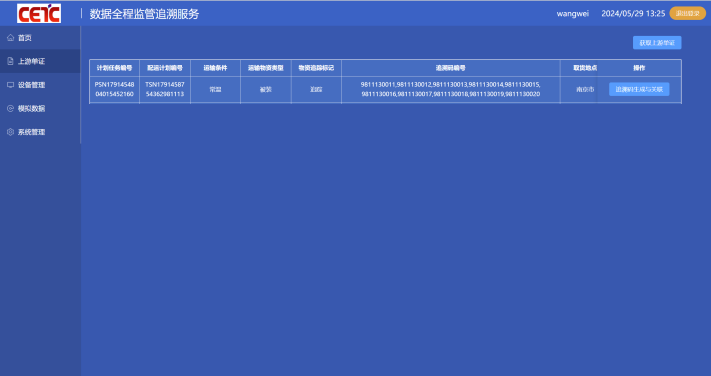 CETC
数据全程监管追溯服务
wangwei
2024/05/29 13:25
退出登录
首页
上游单证
设备管理
模拟数据
系统管理
获取上游单证
计划任务编号 配运计划编号 运输条件 运输物资类型 物资追踪标记 追溯码编号 取货地点 操作
PSN17914548 TSN17914587 9811130011,9811130012,9811130013,9811130014,9811130015,
常温 被装 追踪 南京市 追溯码生成与关联
04015452160 54362981113 9811130016,9811130017,9811130018,9811130019,9811130020